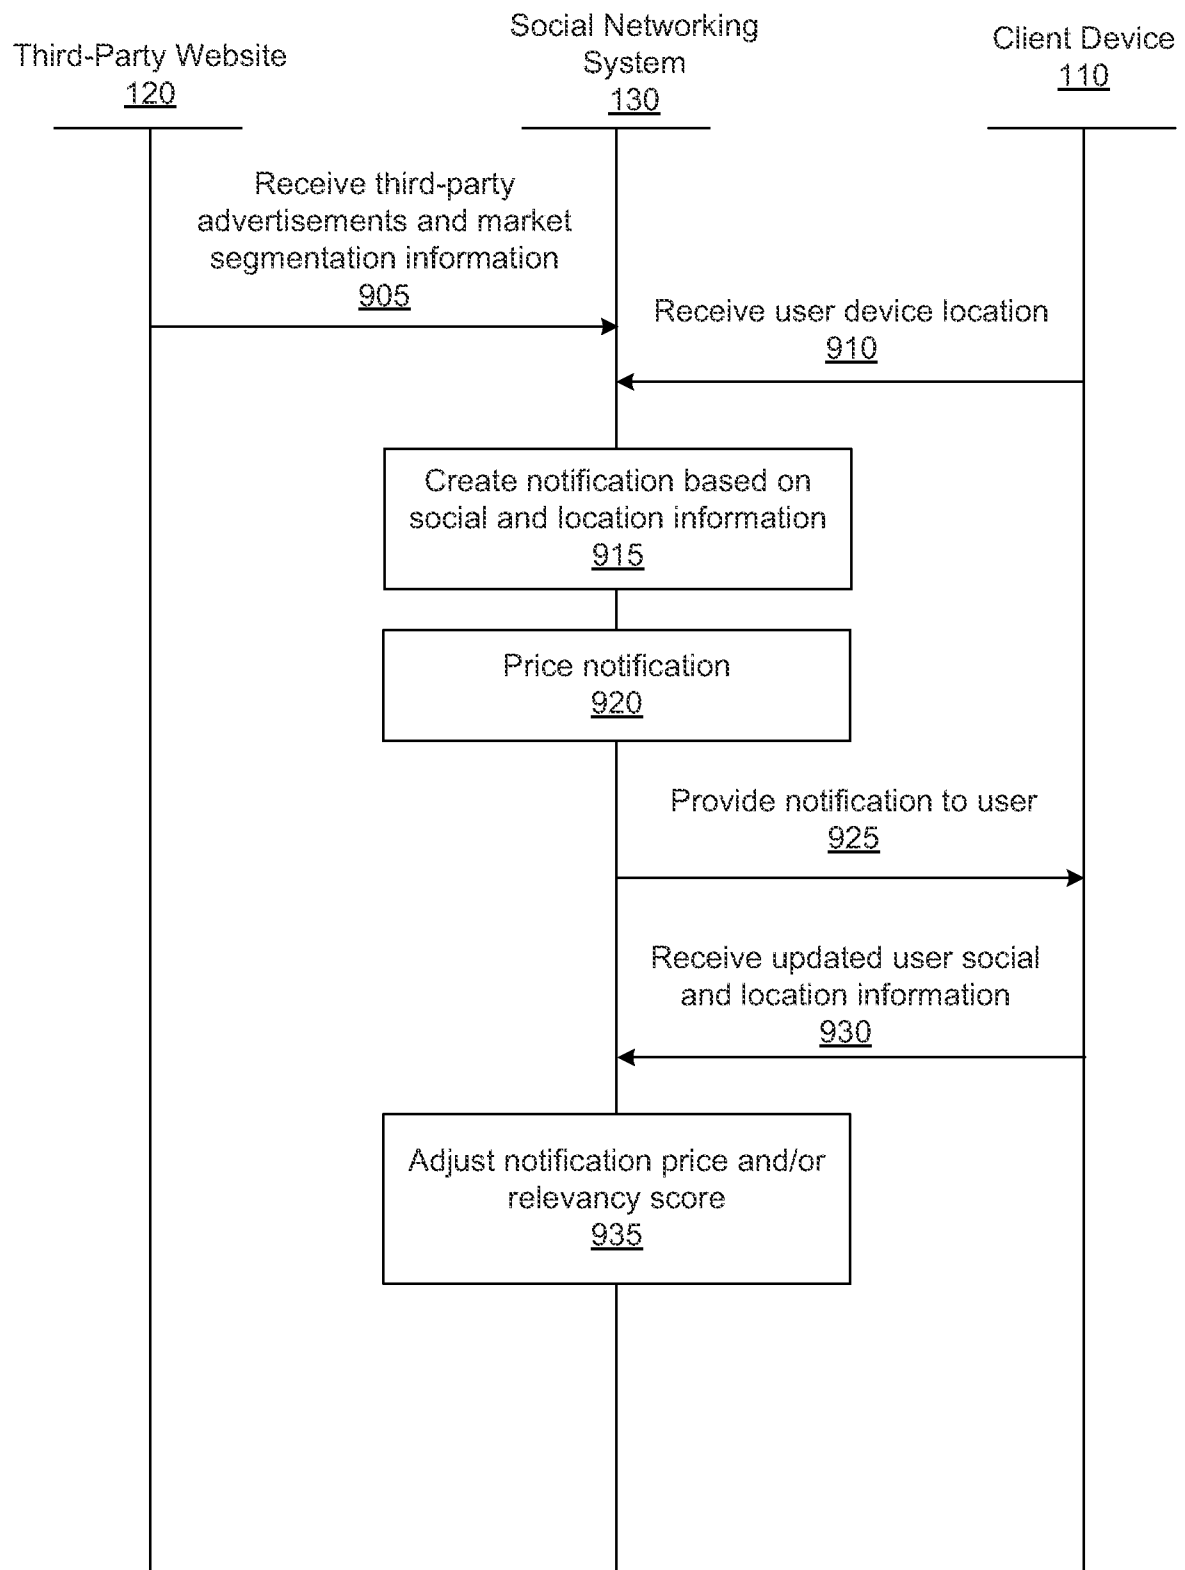 Third-Party Website
120
Social Networking
System
130
Client Device
110
Receive third-party
advertisements and market
segmentation information
905
Receive user device location
910
Create notification based on
social and location information
915
Price notification
920
Provide notification to user
925
Receive updated user social
and location information
930
Adjust notification price and/or
relevancy score
935